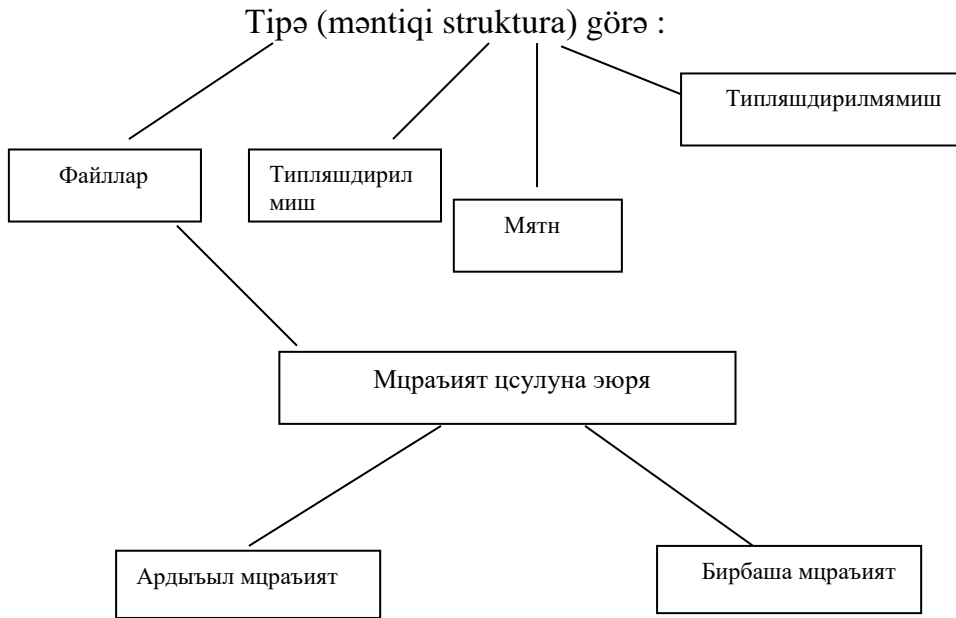 Tipə (məntiqi struktura) görə :
Типляшдирилмямиш
Файллар
Типляшдирил
миш
Мятн
Мцраъият цсулуна эюря
Ардыъыл мцраъият
Бирбаша мцраъият